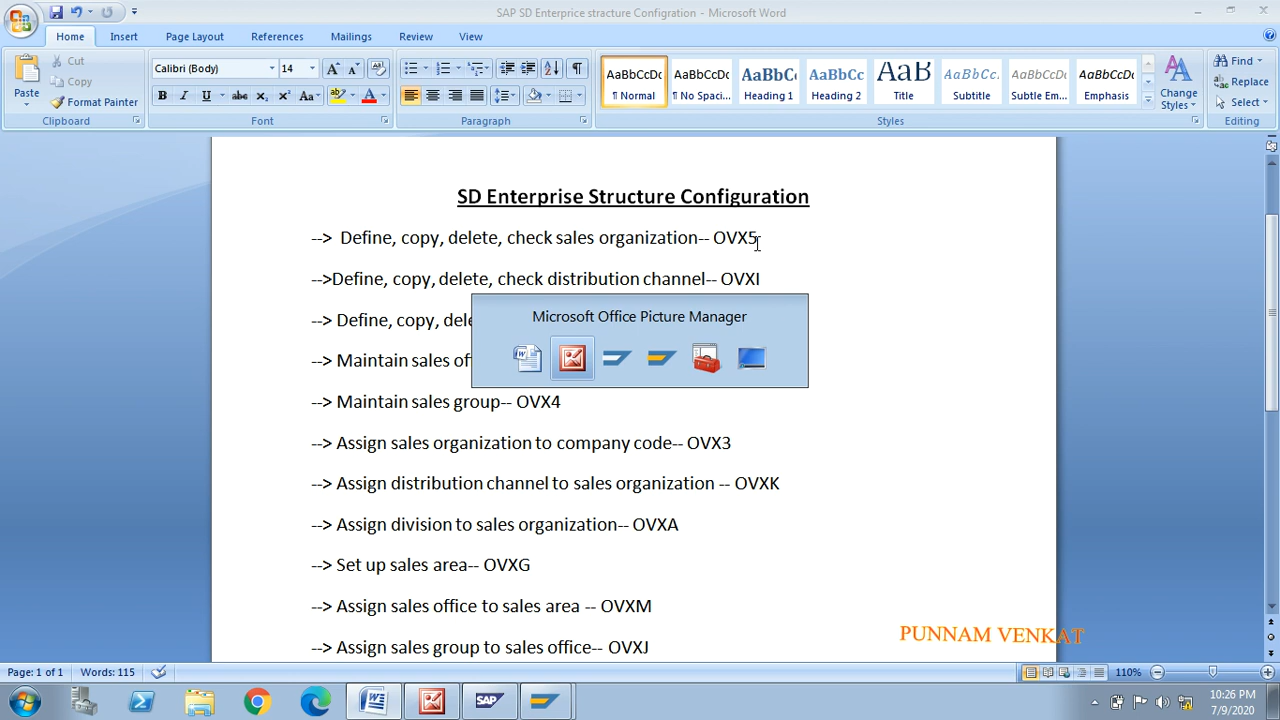 SAP SD Enterprice stracture Configration - Microsoft Word
Home Insert Page Layout References Mailings Review View
Paste Cut Copy Format Painter
Clipboard
Calibri (Body) 14
Font
Paragraph
AaBbCcDc AaBbCcDc AaBbCc AaBbCc AaB AaBbCc. AaBbCcDc AaBbCcDc
¶ Normal ¶ No Spaci... Heading 1 Heading 2 Title Subtitle Subtle Em... Emphasis
Change Styles
Styles
Find
Replace
Select
Editing
SD Enterprise Structure Configuration
--> Define, copy, delete, check sales organization-- OVX5
-->Define, copy, delete, check distribution channel-- OVXI
--> Define, copy, dele
Microsoft Office Picture Manager
--> Maintain sales off
--> Maintain sales group-- OVX4
--> Assign sales organization to company code-- OVX3
--> Assign distribution channel to sales organization -- OVXK
--> Assign division to sales organization-- OVXA
--> Set up sales area-- OVXG
--> Assign sales office to sales area -- OVXM
--> Assign sales group to sales office-- OVXJ
PUNNAM VENKAT
Page: 1 of 1 Words: 115 110%
10:26 PM
7/9/2020